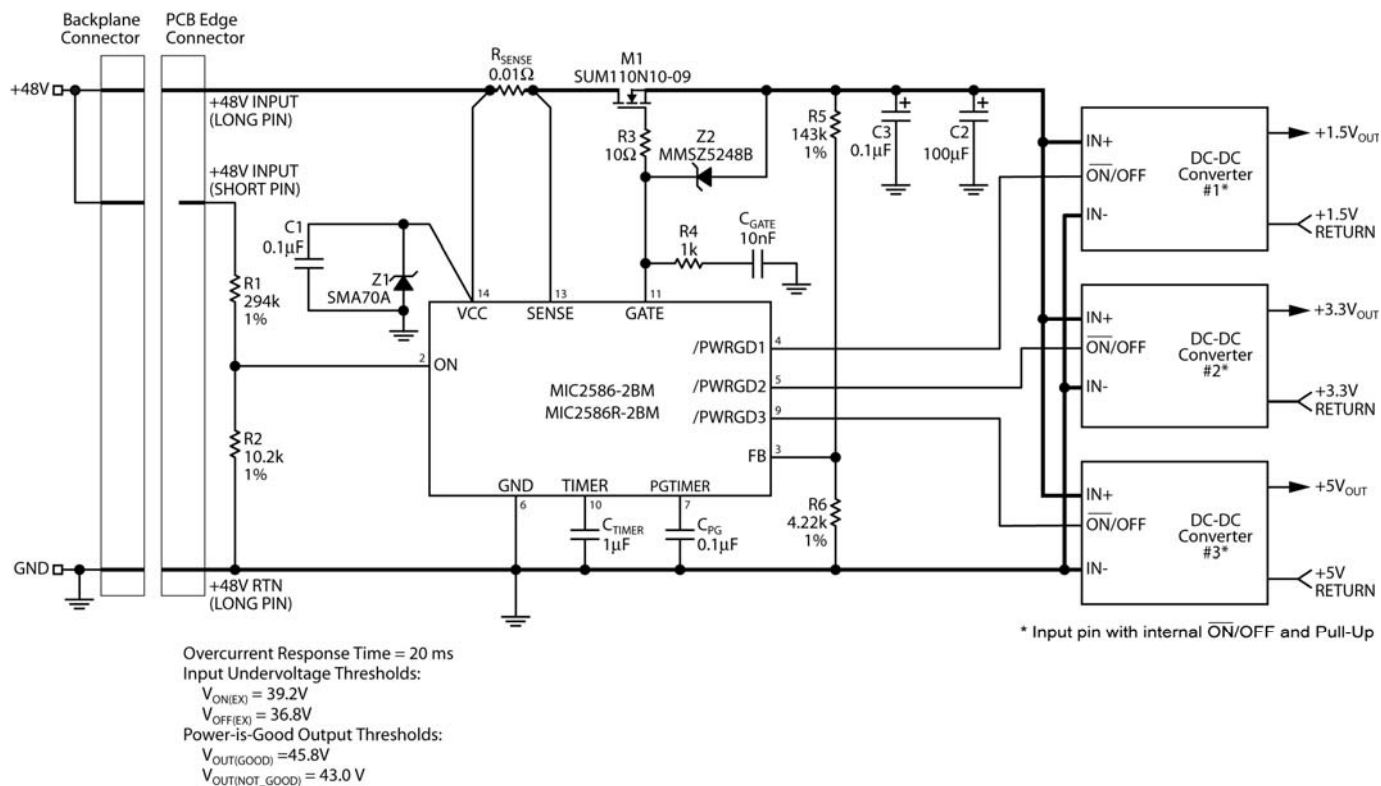 Backplane
Connector
PCB Edge
Connector
+48V
+48V INPUT
(LONG PIN)
+48V INPUT
(SHORT PIN)
R1
294k
1%
R2
10.2k
1%
GND
+48V RTN
(LONG PIN)
C1
0.1µF
Z1
SMA70A
RSENSE
0.01Ω
M1
SUM110N10-09
R3
10Ω
Z2
MMSZ5248B
R4
1k
CGATE
10nF
R5
143k
1%
C3
0.1µF
+
C2
100µF
+
14
VCC
13
SENSE
11
GATE
2
ON
MIC2586-2BM
MIC2586R-2BM
/PWRGD1
4
/PWRGD2
5
/PWRGD3
9
FB
3
GND
6
TIMER
10
PGTIMER
7
CTIMER
1µF
CPG
0.1µF
R6
4.22k
1%
IN+
ON/OFF
IN-
DC-DC
Converter
#1*
+1.5VOUT
+1.5V
RETURN
IN+
ON/OFF
IN-
DC-DC
Converter
#2*
+3.3VOUT
+3.3V
RETURN
IN+
ON/OFF
IN-
DC-DC
Converter
#3*
+5VOUT
+5V
RETURN
* Input pin with internal ON/OFF and Pull-Up
Overcurrent Response Time = 20 ms
Input Undervoltage Thresholds:
VON(EX) = 39.2V
VOFF(EX) = 36.8V
Power-is-Good Output Thresholds:
VOUT(GOOD) =45.8V
VOUT(NOT_GOOD) = 43.0 V